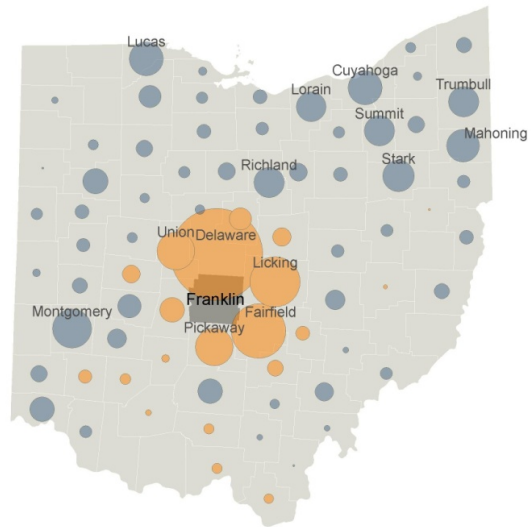 Lucas
Cuyahoga
Lorain
Trumbull
Summit
Mahoning
Stark
Richland
Union
Delaware
Licking
Franklin
Montgomery
Fairfield
Pickaway